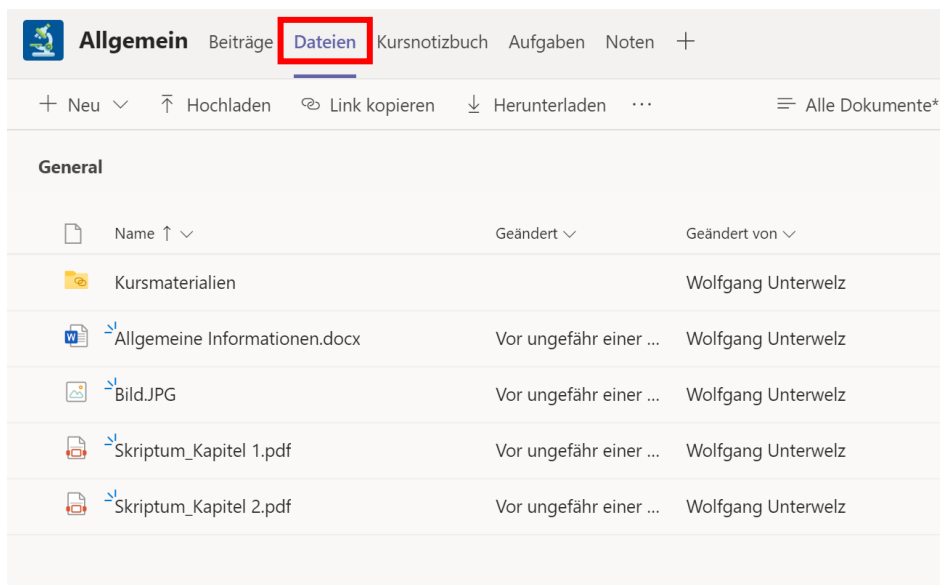 Allgemein Beiträge Dateien Kursnotizbuch Aufgaben Noten +
+ Neu Hochladen Link kopieren Herunterladen ... Alle Dokumente*
General
Name ↑ Geändert Geändert von
Kursmaterialien Wolfgang Unterwelz
W Allgemeine Informationen.docx Vor ungefähr einer ... Wolfgang Unterwelz
Bild.JPG Vor ungefähr einer ... Wolfgang Unterwelz
Skriptum_Kapitel 1.pdf Vor ungefähr einer ... Wolfgang Unterwelz
Skriptum_Kapitel 2.pdf Vor ungefähr einer ... Wolfgang Unterwelz